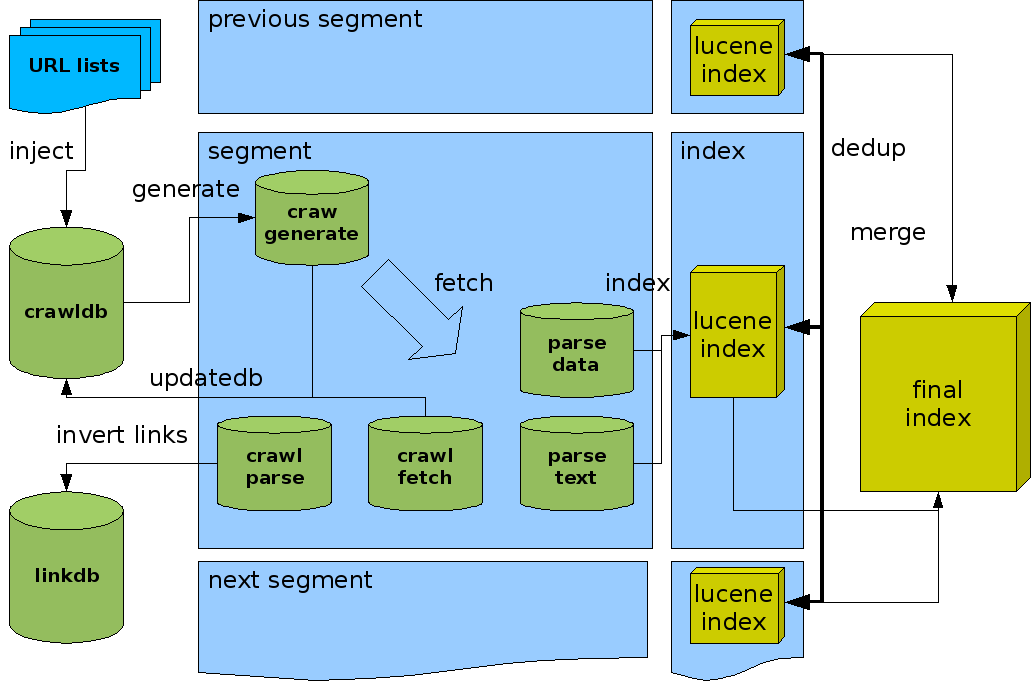 previous segment
lucene
index
URL lists
inject
segment
index
dedup
generate
craw
generate
merge
fetch
index
crawldb
parse
data
lucene
index
final
index
updatedb
invert links
crawl
parse
crawl
fetch
parse
text
linkdb
next segment
lucene
index